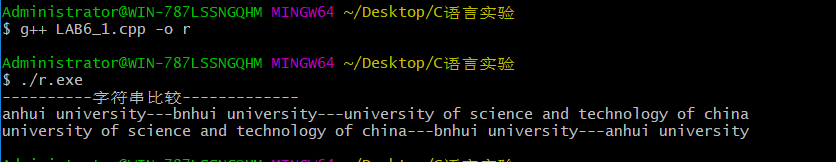 Administrator@WIN-787LSSNGQHM MINGW64 ~/Desktop/C语言实验
$ g++ LAB6_1.cpp -o r
Administrator@WIN-787LSSNGQHM MINGW64 ~/Desktop/C语言实验
$ ./r.exe
----------字符串比较-------------
anhui university---bnhui university---university of science and technology of china
university of science and technology of china---bnhui university---anhui university